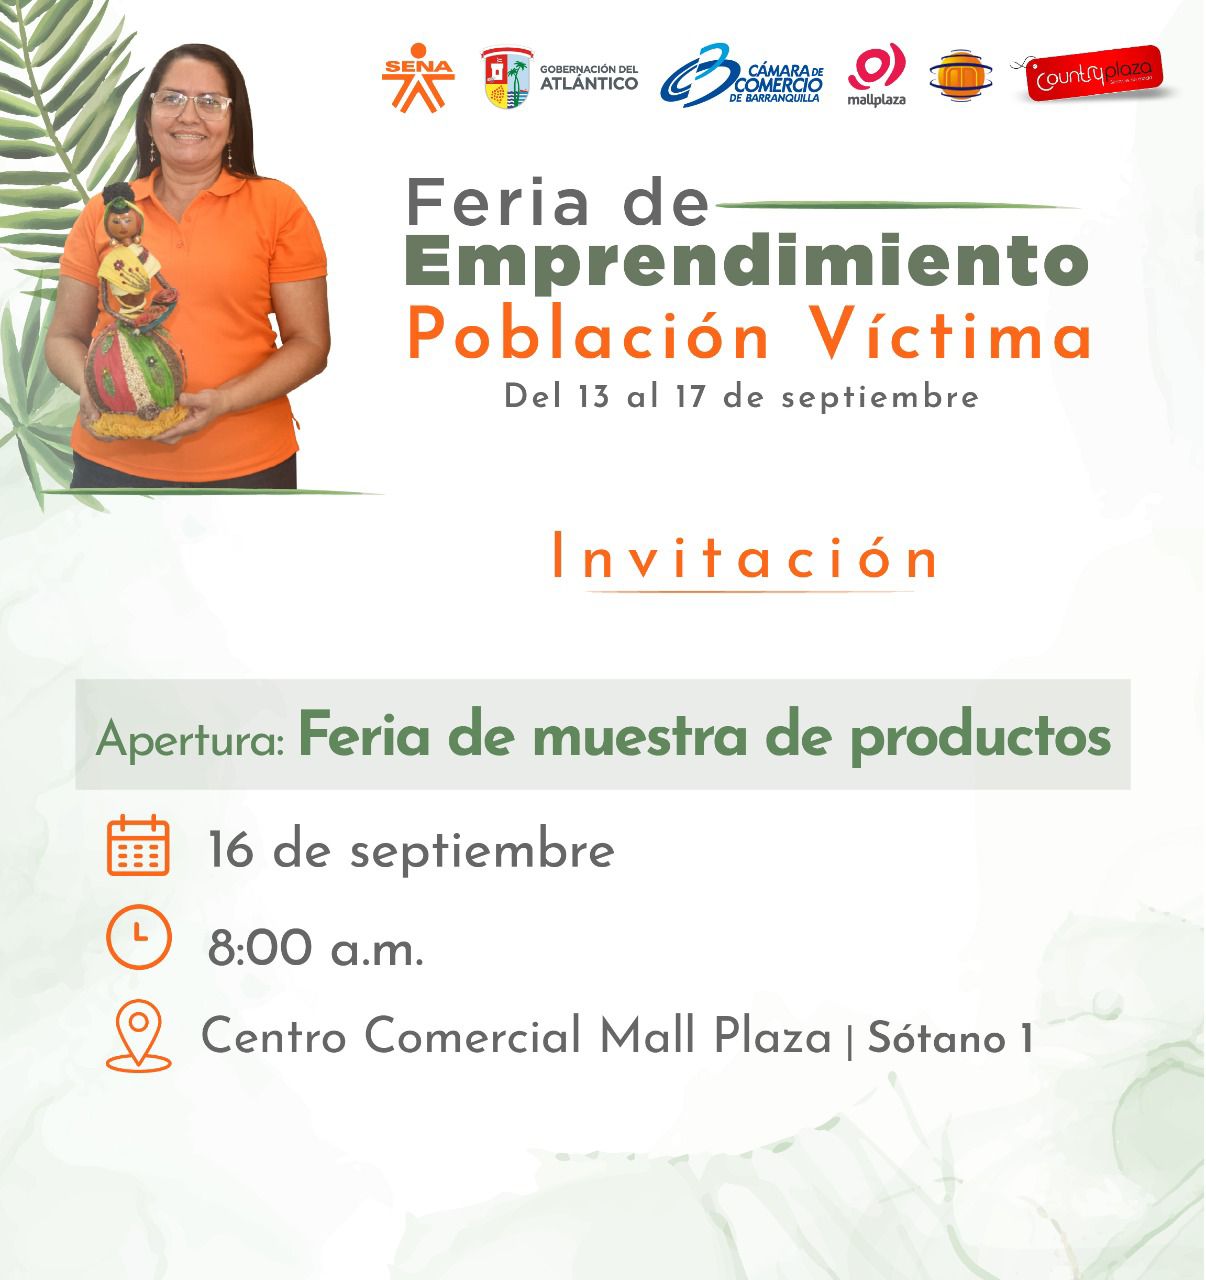 SENA
GOBERNACIÓN DEL
ATLÁNTICO
CÁMARA DE
COMERCIO
DE BARRANQUILLA
mallplaza
Countryplaza
Feria de
Emprendimiento
Población Víctima
Del 13 al 17 de septiembre
Invitación
Apertura: Feria de muestra de productos
16 de septiembre
8:00 a.m.
Centro Comercial Mall Plaza | Sótano 1